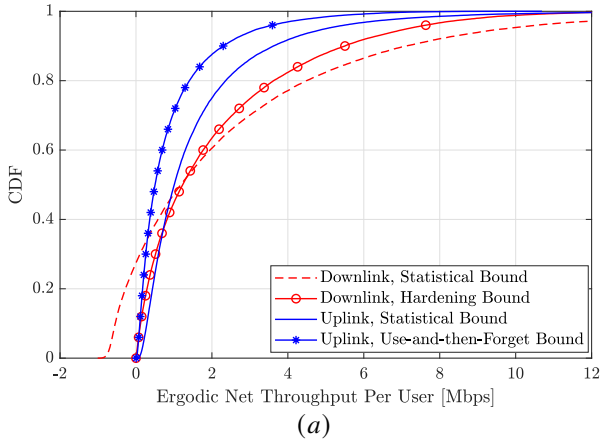 1
0.8
0.6
0.4
0.2
0
CDF
-2 0 2 4 6 8 10 12
Ergodic Net Throughput Per User [Mbps]
Downlink, Statistical Bound
Downlink, Hardening Bound
Uplink, Statistical Bound
Uplink, Use-and-then-Forget Bound
(a)